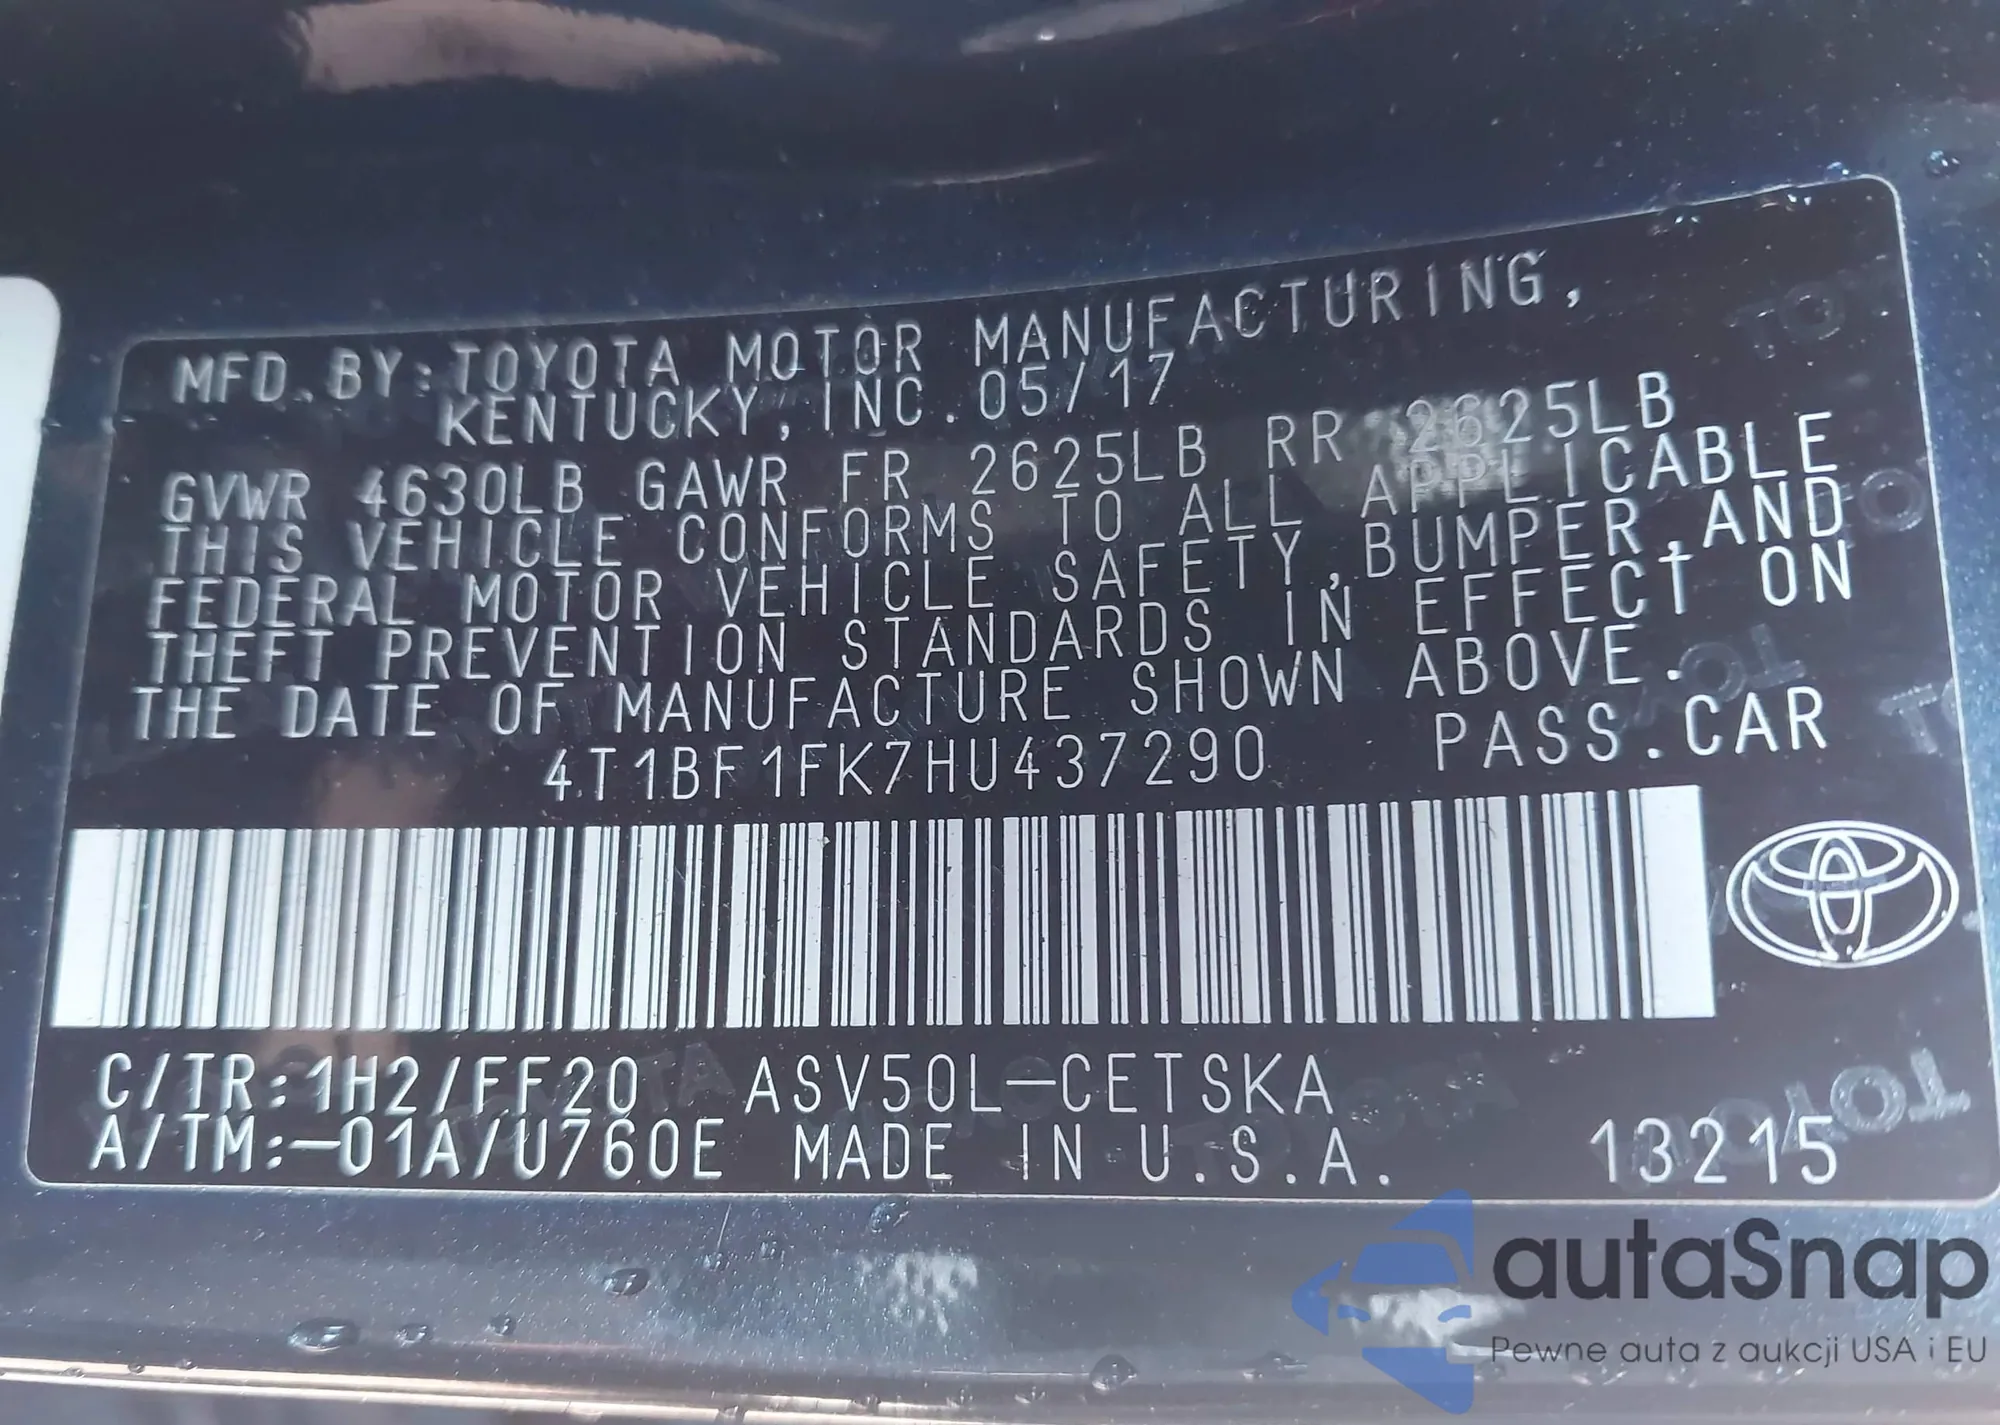 MFD. BY: TOYOTA MOTOR MANUFACTURING,
KENTUCKY, INC. 05/17
GVWR 4630LB GAWR FR 2625LB RR 2625LB
THIS VEHICLE CONFORMS TO ALL APPLICABLE
FEDERAL MOTOR VEHICLE SAFETY, BUMPER, AND
THEFT PREVENTION STANDARDS IN EFFECT ON
THE DATE OF MANUFACTURE SHOWN ABOVE.
4T1BF1FK7HU437290 PASS. CAR
C/TR: 1H2/FF20 ASV50L-CETSKA
A/TM: -01A/U760E MADE IN U.S.A. 13215
autaSnap
Pewne auta z aukcji USA i EU